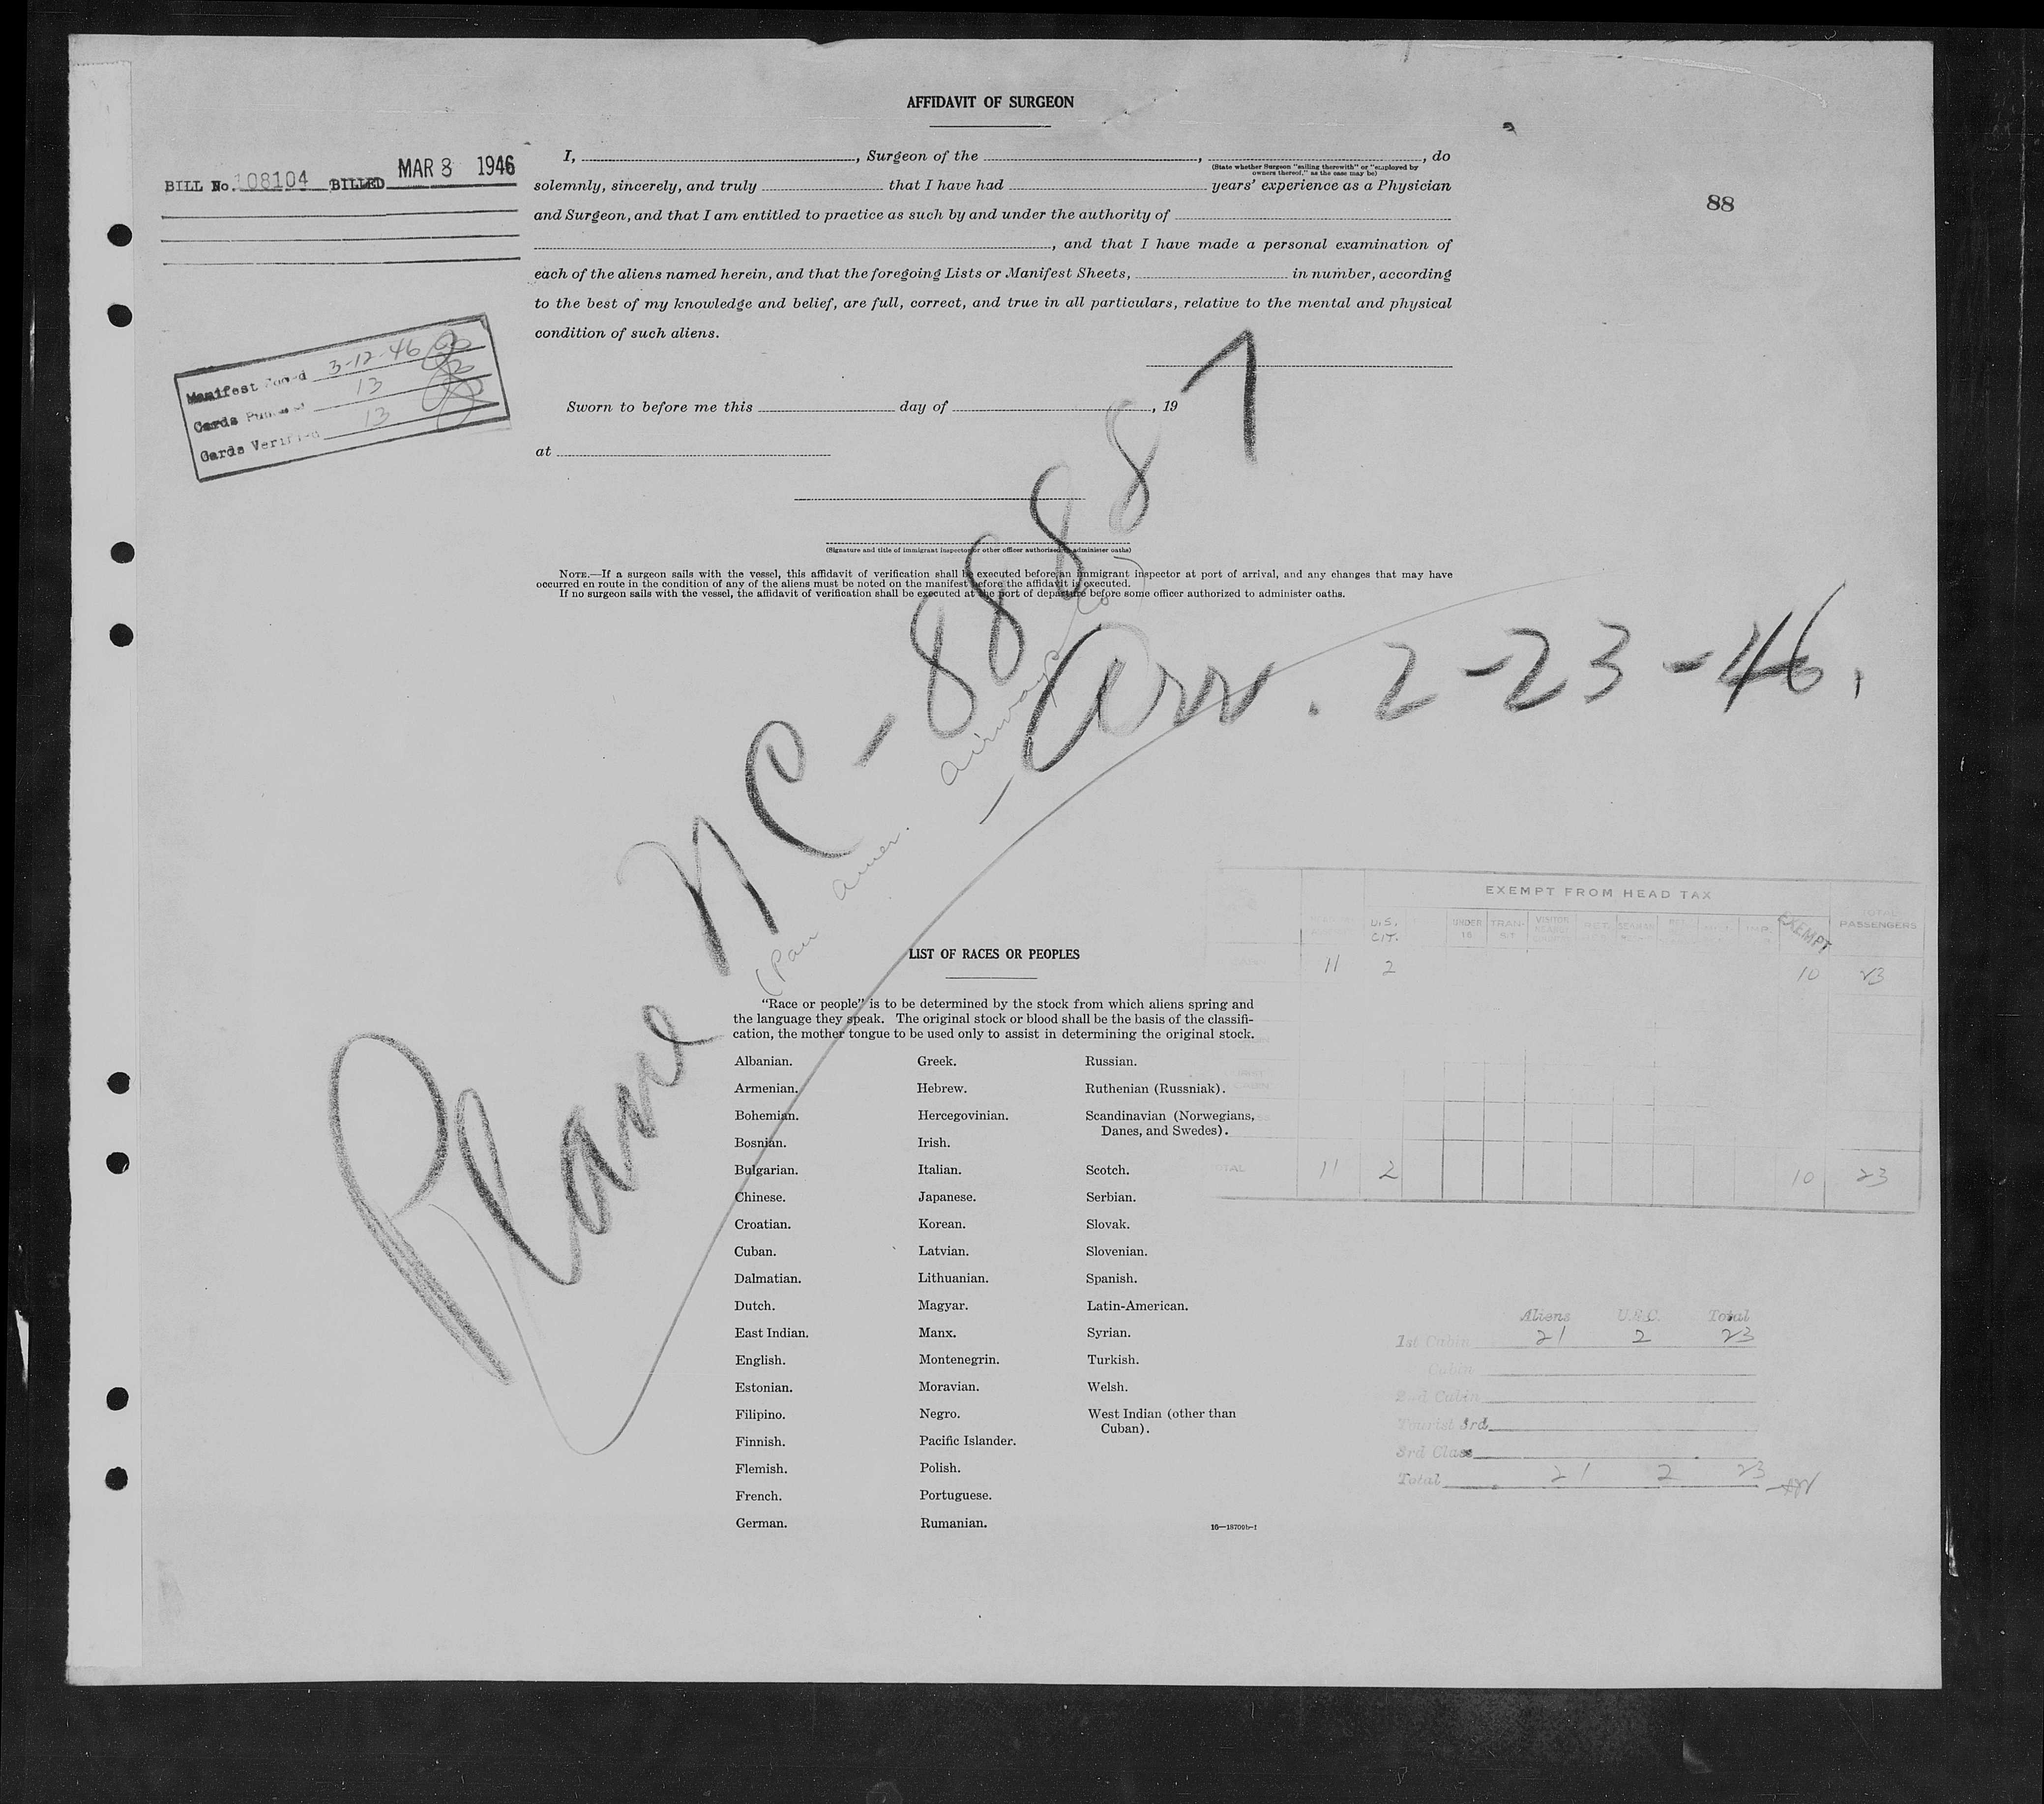 AFFIDAVIT OF SURGEON
BILL No. 108104 BILLED MAR 8 1946
88
I, , Surgeon of the , , do
(State whether Surgeon "sailing therewith" or "employed by
owners thereof," as the case may be)
solemnly, sincerely, and truly that I have had years' experience as a Physician
and Surgeon, and that I am entitled to practice as such by and under the authority of
, and that I have made a personal examination of
each of the aliens named herein, and that the foregoing Lists or Manifest Sheets, in number, according
to the best of my knowledge and belief, are full, correct, and true in all particulars, relative to the mental and physical
condition of such aliens.
Manifest 3-12-46
Cards 13
Cards Verified 13
Sworn to before me this day of , 19
at
(Signature and title of immigrant inspector or other officer authorized to administer oaths)
NOTE.—If a surgeon sails with the vessel, this affidavit of verification shall be executed before an immigrant inspector at port of arrival, and any changes that may have
occurred en route in the condition of any of the aliens must be noted on the manifest before the affidavit is executed.
If no surgeon sails with the vessel, the affidavit of verification shall be executed at the port of departure before some officer authorized to administer oaths.
Plane NC-88887
(Pan Amer. Airways Co)
Arr. 2-23-46.
EXEMPT FROM HEAD TAX
U.S. CIT. UNDER 16 TRAN- SIT VISITOR EXEMPT TOTAL PASSENGERS
11 2 10 23
TOTAL 11 2 10 23
LIST OF RACES OR PEOPLES
"Race or people" is to be determined by the stock from which aliens spring and
the language they speak. The original stock or blood shall be the basis of the classifi-
cation, the mother tongue to be used only to assist in determining the original stock.
Albanian. Greek. Russian.
Armenian. Hebrew. Ruthenian (Russniak).
Bohemian. Hercegovinian. Scandinavian (Norwegians,
Danes, and Swedes).
Bosnian. Irish.
Bulgarian. Italian. Scotch.
Chinese. Japanese. Serbian.
Croatian. Korean. Slovak.
Cuban. Latvian. Slovenian.
Dalmatian. Lithuanian. Spanish.
Dutch. Magyar. Latin-American.
East Indian. Manx. Syrian.
English. Montenegrin. Turkish.
Estonian. Moravian. Welsh.
Filipino. Negro. West Indian (other than
Cuban).
Finnish. Pacific Islander.
Flemish. Polish.
French. Portuguese.
German. Rumanian.
16—18709b-1
Aliens U.S.C. Total
1st Cabin 21 2 23
Cabin
2nd Cabin
Tourist 3rd
3rd Class
Total 21 2 23